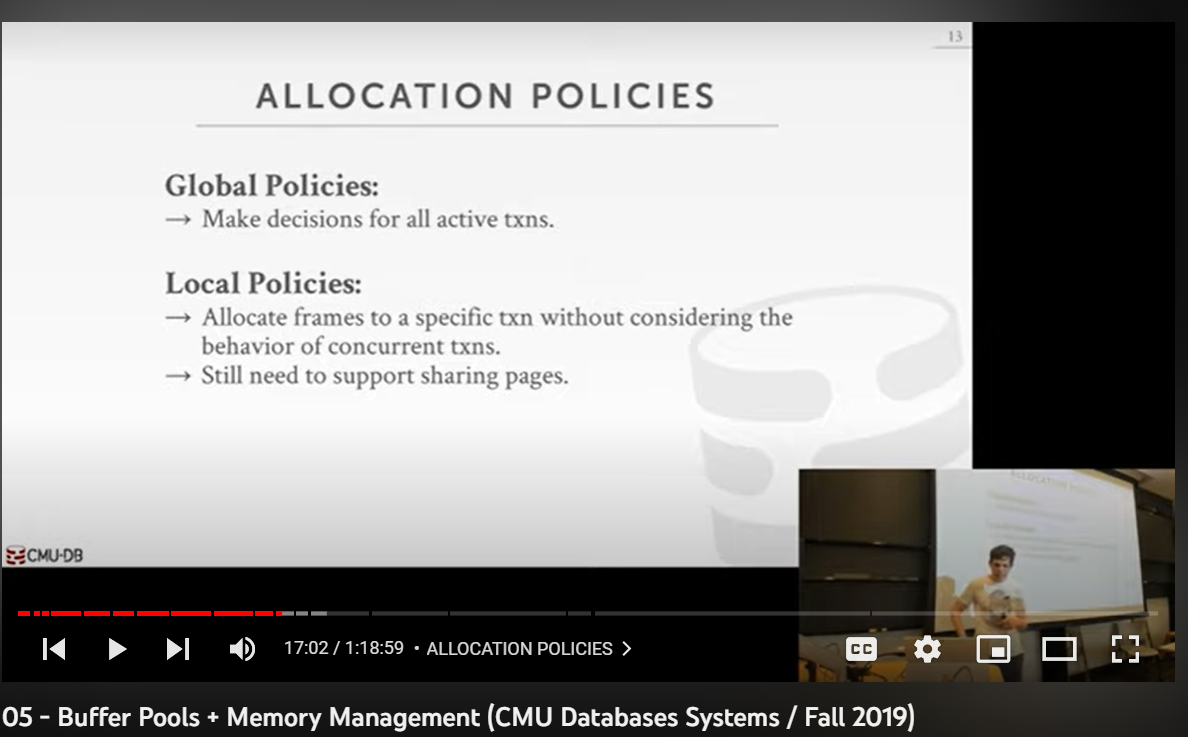 13
ALLOCATION POLICIES
Global Policies:
→ Make decisions for all active txns.
Local Policies:
→ Allocate frames to a specific txn without considering the
behavior of concurrent txns.
→ Still need to support sharing pages.
CMU·DB
ALLOCATION POLICIES
17:02 / 1:18:59 • ALLOCATION POLICIES >
CC
05 - Buffer Pools + Memory Management (CMU Databases Systems / Fall 2019)